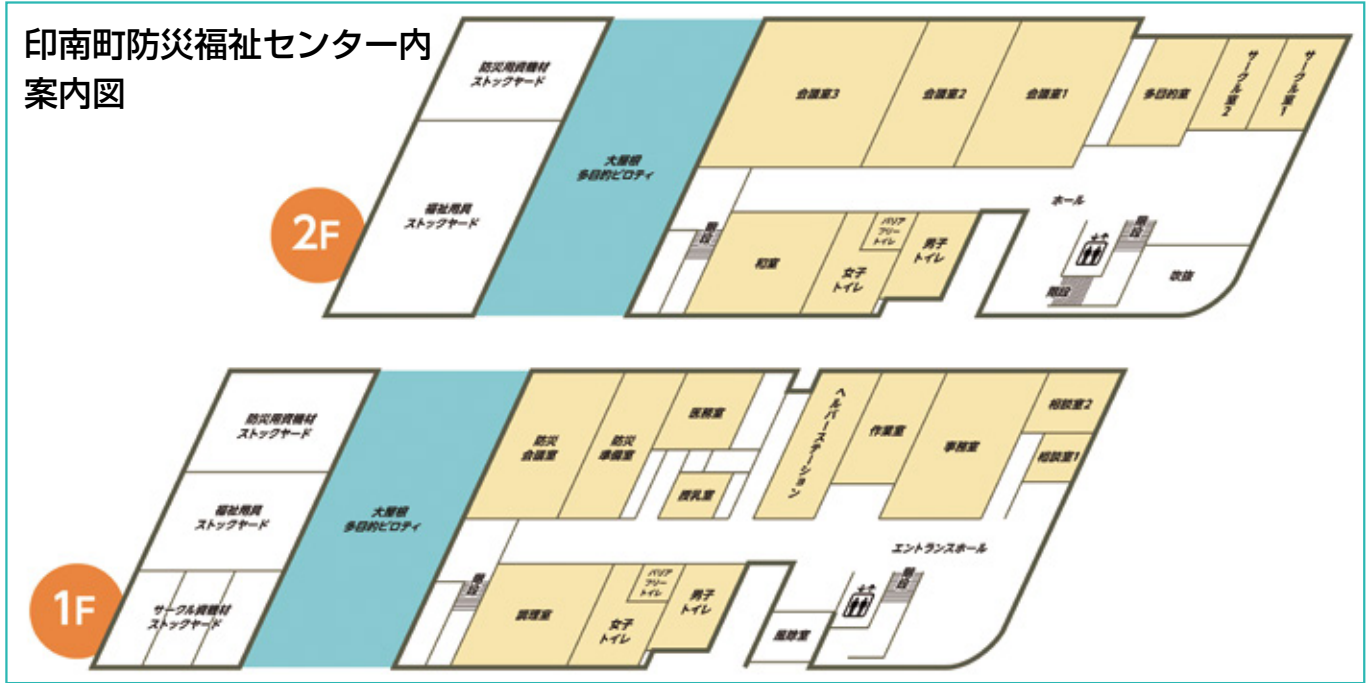 印南町防災福祉センター内
案内図
2F
防災用資機材
ストックヤード
福祉用具
ストックヤード
大屋根
多目的ピロティ
会議室3
会議室2
会議室1
多目的室
サークル室2
サークル室1
階段
和室
女子
トイレ
バリア
フリー
トイレ
男子
トイレ
ホール
階段
階段
吹抜
1F
防災用資機材
ストックヤード
福祉用具
ストックヤード
サークル資機材
ストックヤード
大屋根
多目的ピロティ
防災
会議室
防災
準備室
医務室
授乳室
ヘルパーステーション
作業室
事務室
相談室2
相談室1
階段
調理室
女子
トイレ
バリア
フリー
トイレ
男子
トイレ
エントランスホール
階段
風除室